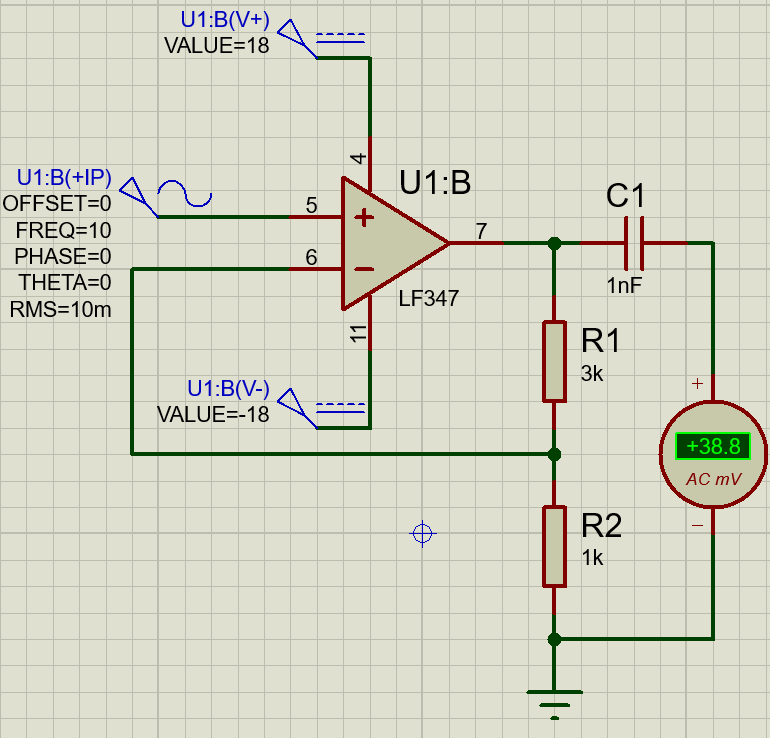 U1:B(V+)
VALUE=18
4
U1:B
U1:B(+IP)
OFFSET=0
FREQ=10
PHASE=0
THETA=0
RMS=10m
5
+
6
−
7
LF347
11
C1
1nF
U1:B(V-)
VALUE=-18
R1
3k
+
+38.8
AC mV
−
R2
1k